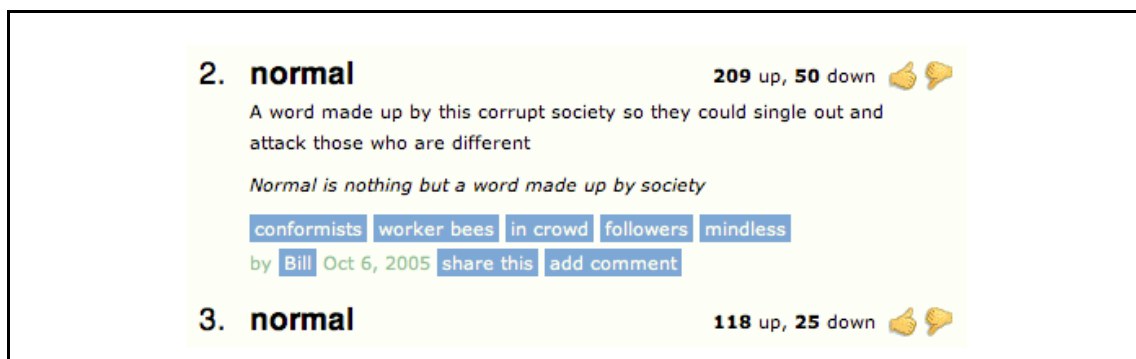 2. normal 209 up, 50 down
A word made up by this corrupt society so they could single out and
attack those who are different
Normal is nothing but a word made up by society
conformists worker bees in crowd followers mindless
by Bill Oct 6, 2005 share this add comment
3. normal 118 up, 25 down